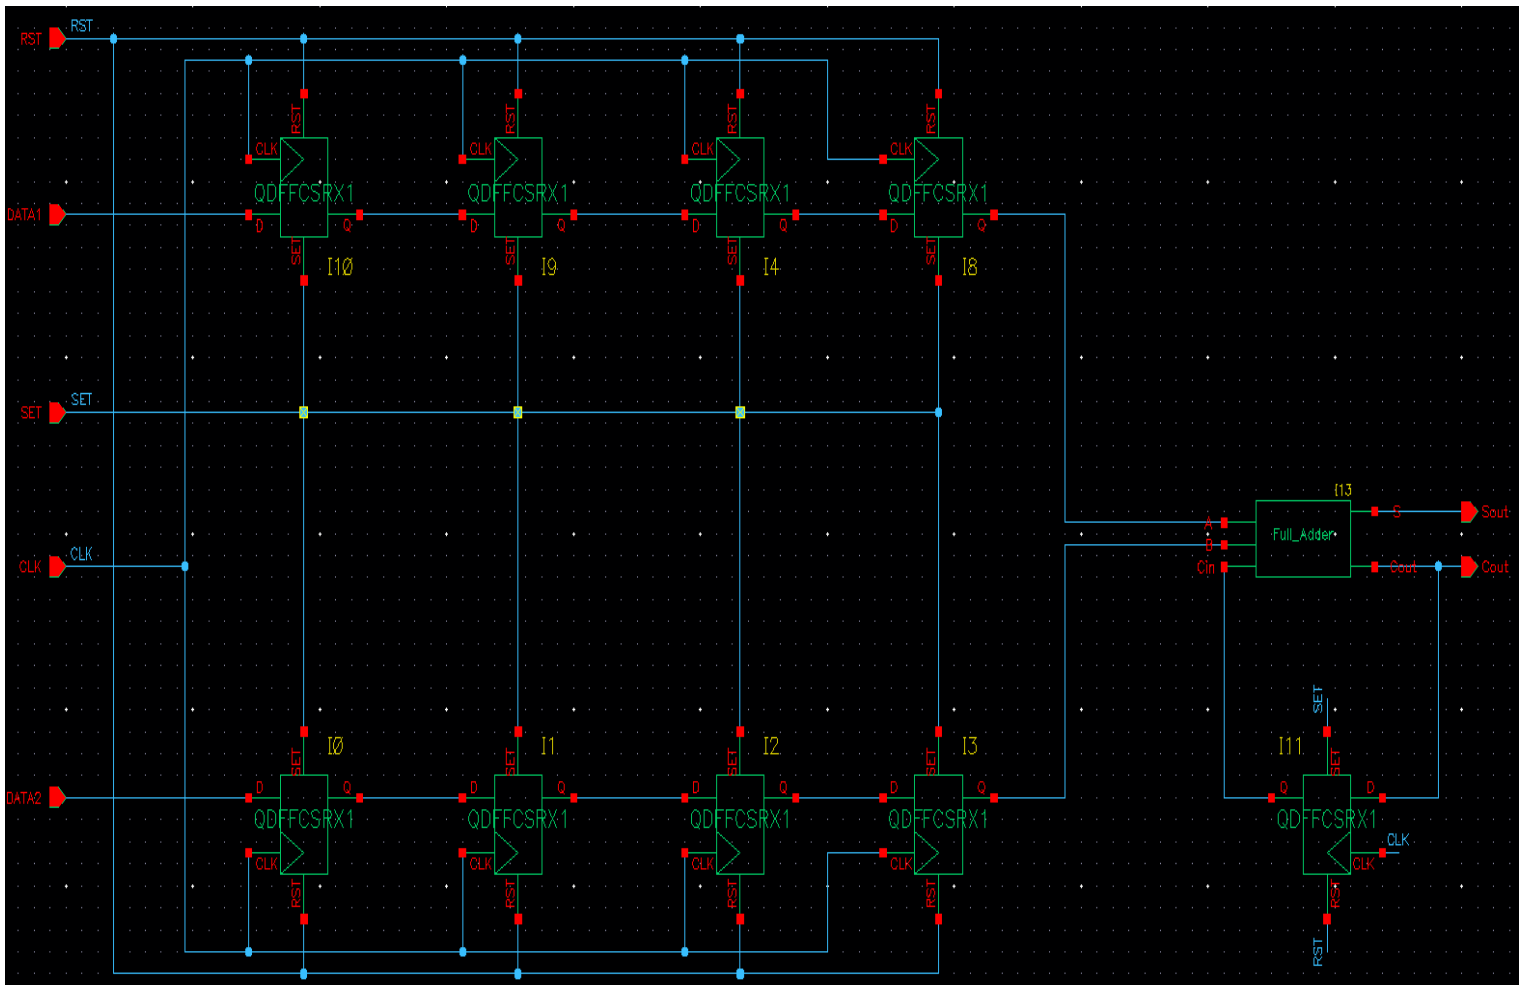 RST
RST
RST RST RST RST
CLK CLK CLK CLK
QDFFCSRX1 QDFFCSRX1 QDFFCSRX1 QDFFCSRX1
DATA1
D Q D Q D Q D Q
SET SET SET SET
I10 I9 I4 I8
SET
SET
I13
A S Sout
Full_Adder
B
CLK
CLK
Cin Cout Cout
SET
I0 I1 I2 I3 I11
SET SET SET SET SET
D Q D Q D Q D Q Q D
DATA2
QDFFCSRX1 QDFFCSRX1 QDFFCSRX1 QDFFCSRX1 QDFFCSRX1
CLK
CLK CLK CLK CLK CLK
RST RST RST RST RST
RST